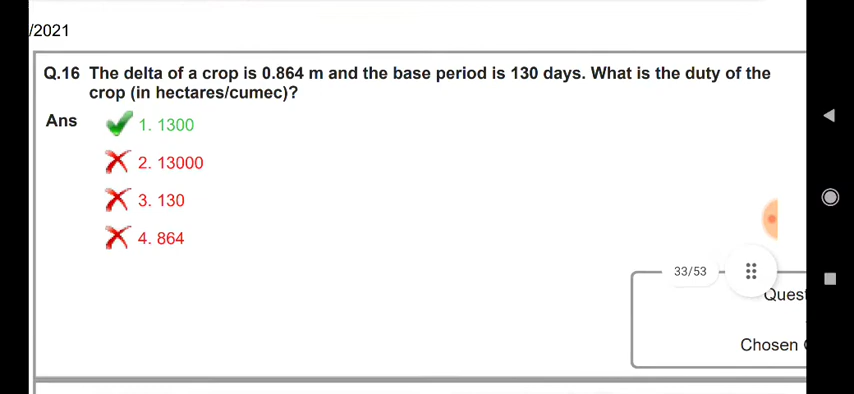 /2021
Q.16 The delta of a crop is 0.864 m and the base period is 130 days. What is the duty of the
crop (in hectares/cumec)?
Ans
1. 1300
2. 13000
3. 130
4. 864
33/53
Quest
Chosen